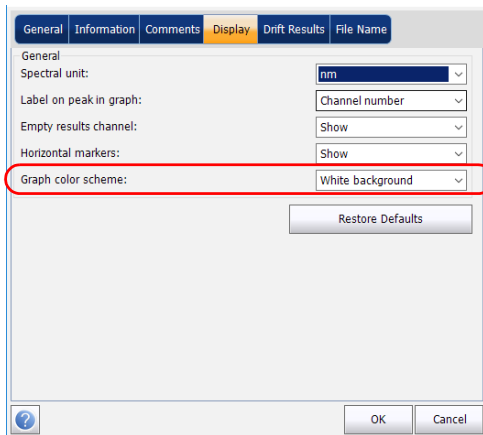 General Information Comments Display Drift Results File Name
General
Spectral unit: nm
Label on peak in graph: Channel number
Empty results channel: Show
Horizontal markers: Show
Graph color scheme: White background
Restore Defaults
? OK Cancel